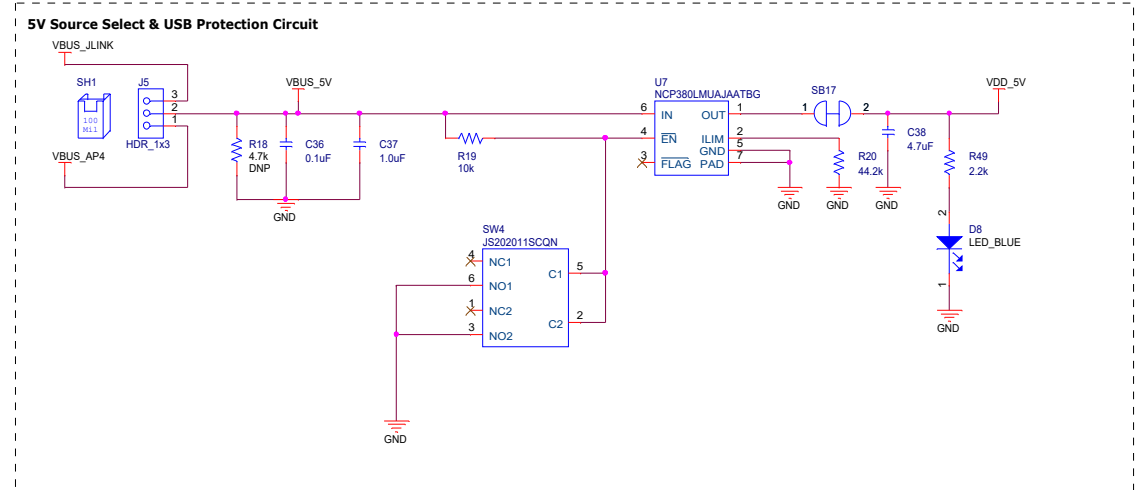 5V Source Select & USB Protection Circuit
VBUS_JLINK
SH1
100
Mil
J5
3
2
1
HDR_1x3
VBUS_AP4
VBUS_5V
R18
4.7k
DNP
C36
0.1uF
C37
1.0uF
GND
R19
10k
U7
NCP380LMUAJAATBG
6 IN OUT 1
4 EN ILIM 2
GND 5
3 FLAG PAD 7
GND
R20
44.2k
GND
SB17
1 2
VDD_5V
C38
4.7uF
GND
R49
2.2k
2
D8
LED_BLUE
1
GND
SW4
JS202011SCQN
4 NC1
6 NO1
1 NC2
3 NO2
C1 5
C2 2
GND